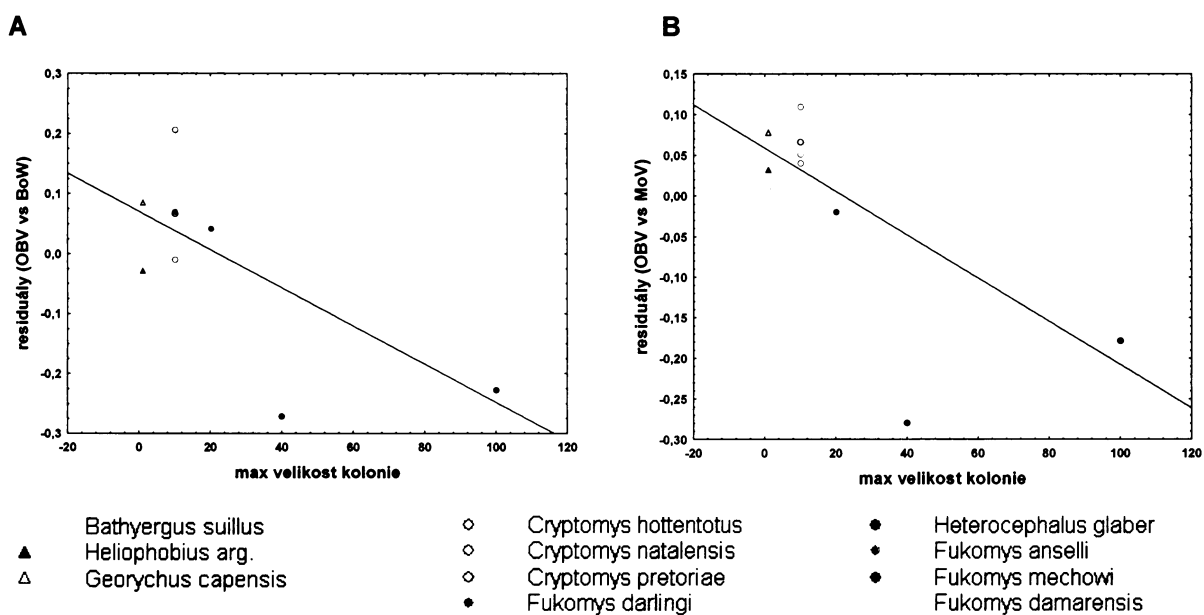 A
B
0,3
0,2
0,1
0,0
-0,1
-0,2
-0,3
-20
0
20
40
60
80
100
120
residuály (OBV vs BoW)
max velikost kolonie
0,15
0,10
0,05
0,00
-0,05
-0,10
-0,15
-0,20
-0,25
-0,30
-20
0
20
40
60
80
100
120
residuály (OBV vs MoV)
max velikost kolonie
Bathyergus suillus
Heliophobius arg.
Georychus capensis
Cryptomys hottentotus
Cryptomys natalensis
Cryptomys pretoriae
Fukomys darlingi
Heterocephalus glaber
Fukomys anselli
Fukomys mechowi
Fukomys damarensis